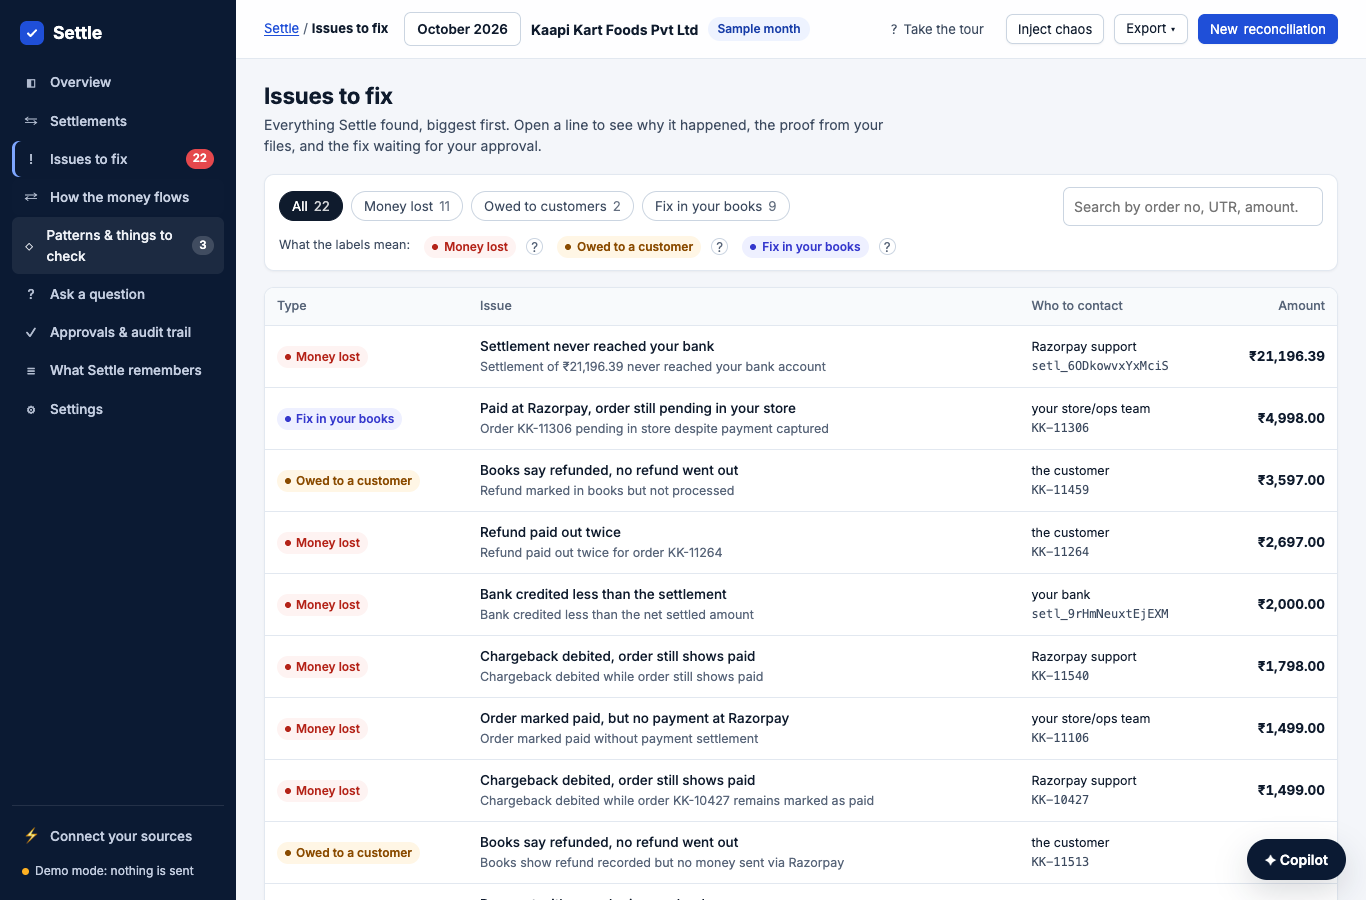 Settle
Overview
Settlements
! Issues to fix 22
How the money flows
Patterns & things to
check
3
? Ask a question
Approvals & audit trail
What Settle remembers
Settings
Connect your sources
Demo mode: nothing is sent
Settle / Issues to fix
October 2026
Kaapi Kart Foods Pvt Ltd
Sample month
? Take the tour
Inject chaos
Export
New reconciliation
Issues to fix
Everything Settle found, biggest first. Open a line to see why it happened, the proof from your
files, and the fix waiting for your approval.
All 22
Money lost 11
Owed to customers 2
Fix in your books 9
Search by order no, UTR, amount.
What the labels mean: Money lost ? Owed to a customer ? Fix in your books ?
Type Issue Who to contact Amount
Money lost
Settlement never reached your bank
Settlement of ₹21,196.39 never reached your bank account
Razorpay support
setl_6ODkowvxYxMciS
₹21,196.39
Fix in your books
Paid at Razorpay, order still pending in your store
Order KK-11306 pending in store despite payment captured
your store/ops team
KK-11306
₹4,998.00
Owed to a customer
Books say refunded, no refund went out
Refund marked in books but not processed
the customer
KK-11459
₹3,597.00
Money lost
Refund paid out twice
Refund paid out twice for order KK-11264
the customer
KK-11264
₹2,697.00
Money lost
Bank credited less than the settlement
Bank credited less than the net settled amount
your bank
setl_9rHmNeuxtEjEXM
₹2,000.00
Money lost
Chargeback debited, order still shows paid
Chargeback debited while order still shows paid
Razorpay support
KK-11540
₹1,798.00
Money lost
Order marked paid, but no payment at Razorpay
Order marked paid without payment settlement
your store/ops team
KK-11106
₹1,499.00
Money lost
Chargeback debited, order still shows paid
Chargeback debited while order KK-10427 remains marked as paid
Razorpay support
KK-10427
₹1,499.00
Owed to a customer
Books say refunded, no refund went out
Books show refund recorded but no money sent via Razorpay
the customer
KK-11513
Copilot